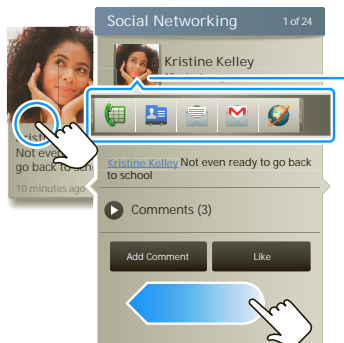 Social Networking 1 of 24
Kristine Kelley
Not even
go back to
10 minutes ago
Kristine Kelley Not even ready to go back
to school
Comments (3)
Add Comment Like